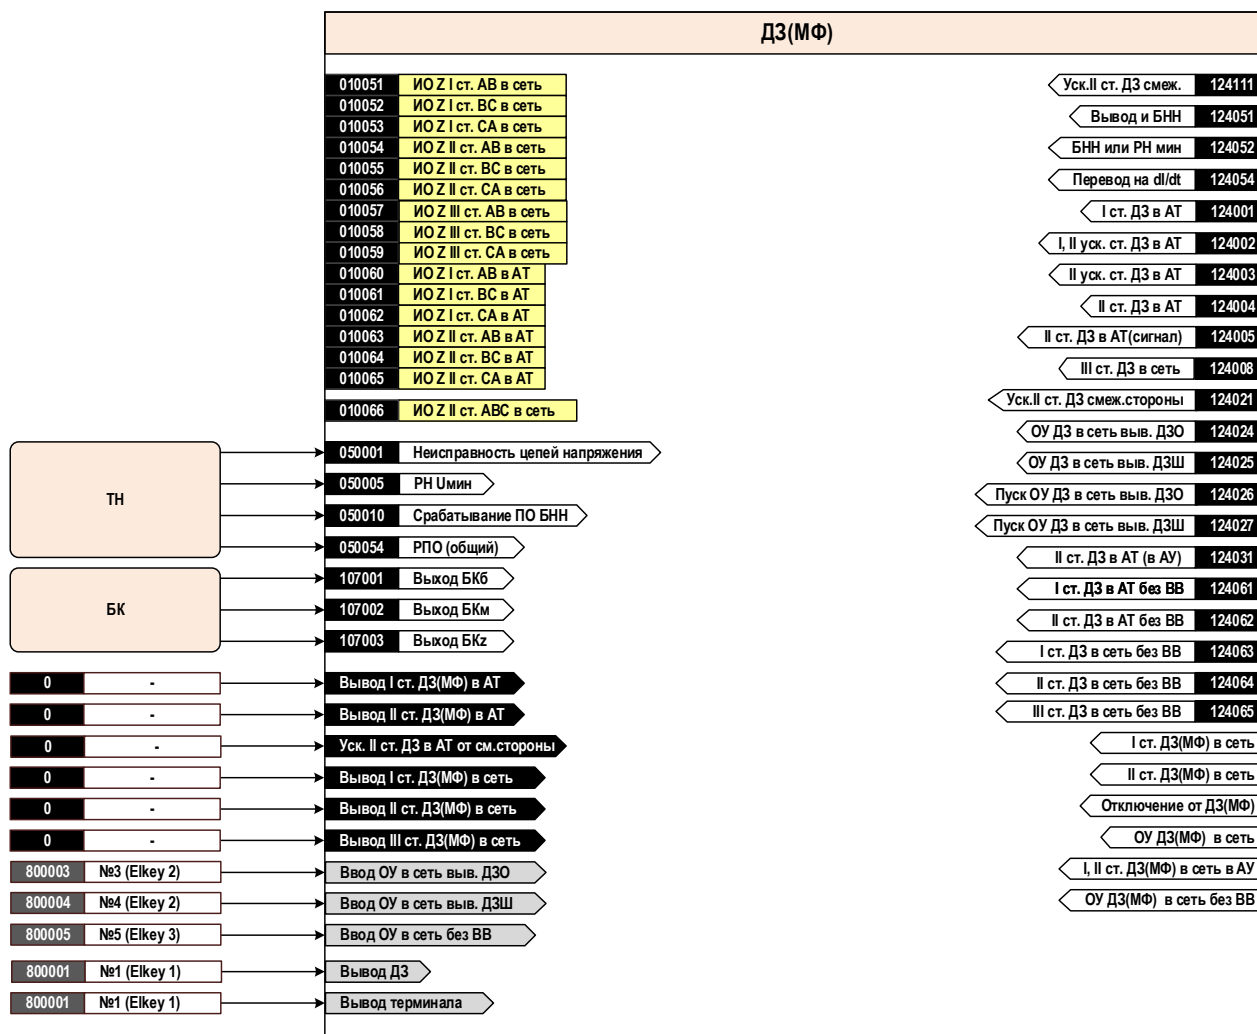 ДЗ(МФ)
010051 ИО Z I ст. АВ в сеть
010052 ИО Z I ст. ВС в сеть
010053 ИО Z I ст. СА в сеть
010054 ИО Z II ст. АВ в сеть
010055 ИО Z II ст. ВС в сеть
010056 ИО Z II ст. СА в сеть
010057 ИО Z III ст. АВ в сеть
010058 ИО Z III ст. ВС в сеть
010059 ИО Z III ст. СА в сеть
010060 ИО Z I ст. АВ в АТ
010061 ИО Z I ст. ВС в АТ
010062 ИО Z I ст. СА в АТ
010063 ИО Z II ст. АВ в АТ
010064 ИО Z II ст. ВС в АТ
010065 ИО Z II ст. СА в АТ
010066 ИО Z II ст. АВС в сеть
ТН
050001 Неисправность цепей напряжения
050005 РН Uмин
050010 Срабатывание ПО БНН
050054 РПО (общий)
БК
107001 Выход БКб
107002 Выход БКм
107003 Выход БКz
0 - Вывод I ст. ДЗ(МФ) в АТ
0 - Вывод II ст. ДЗ(МФ) в АТ
0 - Уск. II ст. ДЗ в АТ от см.стороны
0 - Вывод I ст. ДЗ(МФ) в сеть
0 - Вывод II ст. ДЗ(МФ) в сеть
0 - Вывод III ст. ДЗ(МФ) в сеть
800003 №3 (Elkey 2) Ввод ОУ в сеть выв. ДЗО
800004 №4 (Elkey 2) Ввод ОУ в сеть выв. ДЗШ
800005 №5 (Elkey 3) Ввод ОУ в сеть без ВВ
800001 №1 (Elkey 1) Вывод ДЗ
800001 №1 (Elkey 1) Вывод терминала
Уск.II ст. ДЗ смеж. 124111
Вывод и БНН 124051
БНН или РН мин 124052
Перевод на dI/dt 124054
I ст. ДЗ в АТ 124001
I, II уск. ст. ДЗ в АТ 124002
II уск. ст. ДЗ в АТ 124003
II ст. ДЗ в АТ 124004
II ст. ДЗ в АТ(сигнал) 124005
III ст. ДЗ в сеть 124008
Уск.II ст. ДЗ смеж.стороны 124021
ОУ ДЗ в сеть выв. ДЗО 124024
ОУ ДЗ в сеть выв. ДЗШ 124025
Пуск ОУ ДЗ в сеть выв. ДЗО 124026
Пуск ОУ ДЗ в сеть выв. ДЗШ 124027
II ст. ДЗ в АТ (в АУ) 124031
I ст. ДЗ в АТ без ВВ 124061
II ст. ДЗ в АТ без ВВ 124062
I ст. ДЗ в сеть без ВВ 124063
II ст. ДЗ в сеть без ВВ 124064
III ст. ДЗ в сеть без ВВ 124065
I ст. ДЗ(МФ) в сеть
II ст. ДЗ(МФ) в сеть
Отключение от ДЗ(МФ)
ОУ ДЗ(МФ) в сеть
I, II ст. ДЗ(МФ) в сеть в АУ
ОУ ДЗ(МФ) в сеть без ВВ